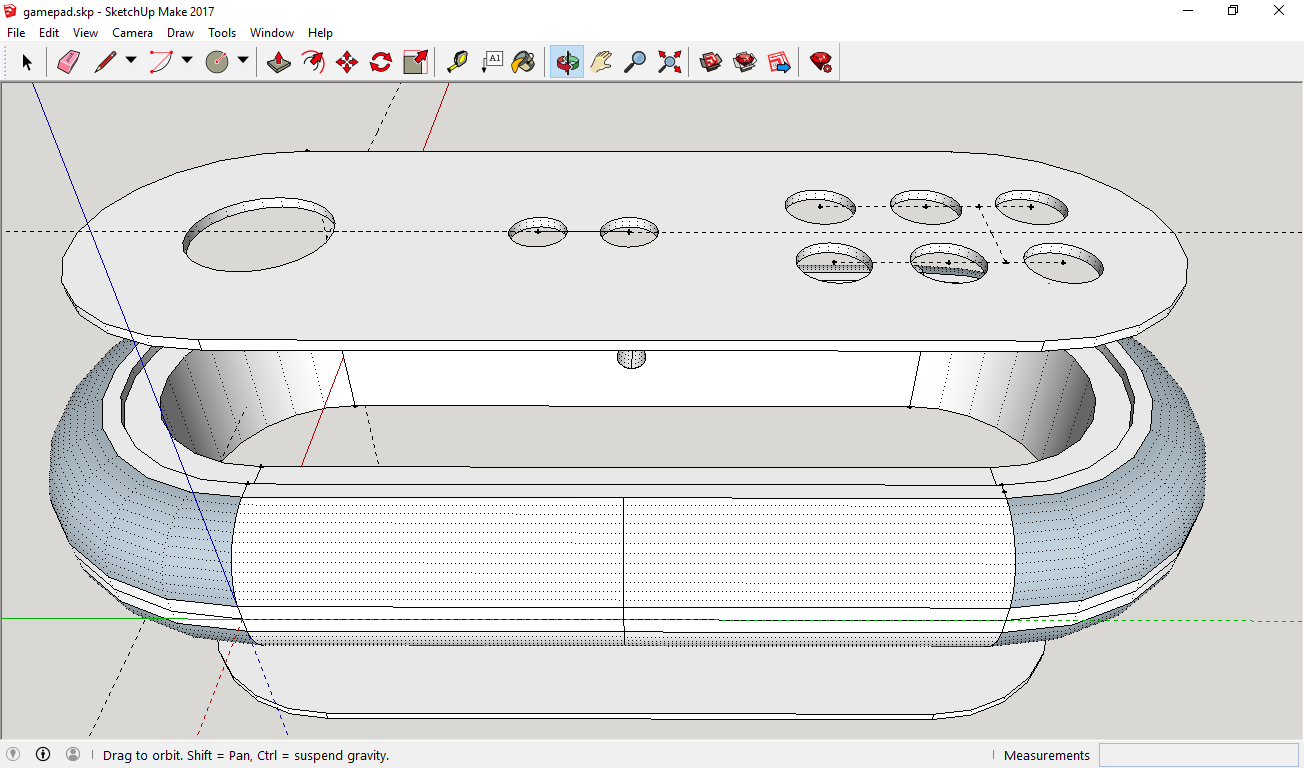 gamepad.skp - SketchUp Make 2017
File Edit View Camera Draw Tools Window Help
A1
Drag to orbit. Shift = Pan, Ctrl = suspend gravity.
Measurements